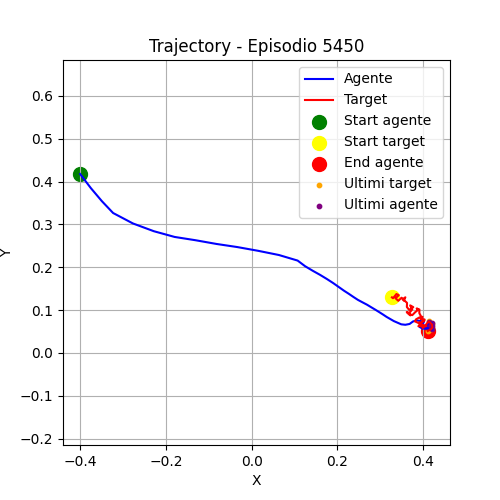 Trajectory - Episodio 5450
Agente
Target
Start agente
Start target
End agente
Ultimi target
Ultimi agente
Y
0.6
0.5
0.4
0.3
0.2
0.1
0.0
−0.1
−0.2
−0.4
−0.2
0.0
0.2
0.4
X